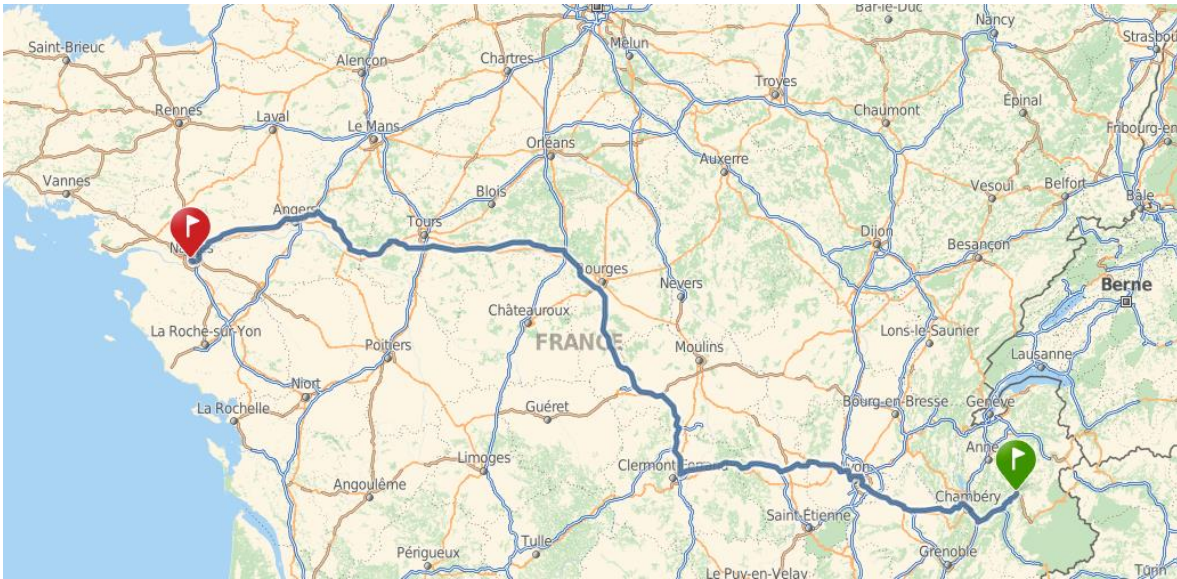 Bar-le-Duc
Nancy
Saint-Brieuc
Melun
Strasbou
Alençon
Chartres
Troyes
Rennes
Laval
Le Mans
Chaumont
Épinal
Orléans
Fribourg-en
Auxerre
Vannes
Blois
Vesoul
Belfort
Bâle
Angers
Tours
Dijon
Besançon
Bourges
Nevers
Berne
Châteauroux
La Roche-sur-Yon
FRANCE
Lons-le-Saunier
Poitiers
Moulins
Lausanne
Niort
La Rochelle
Guéret
Bourg-en-Bresse
Genève
Anne
Limoges
Clermont-Ferrand
Lyon
Angoulême
Chambéry
Saint-Étienne
Tulle
Périgueux
Grenoble
Le Puy-en-Velay
Turin